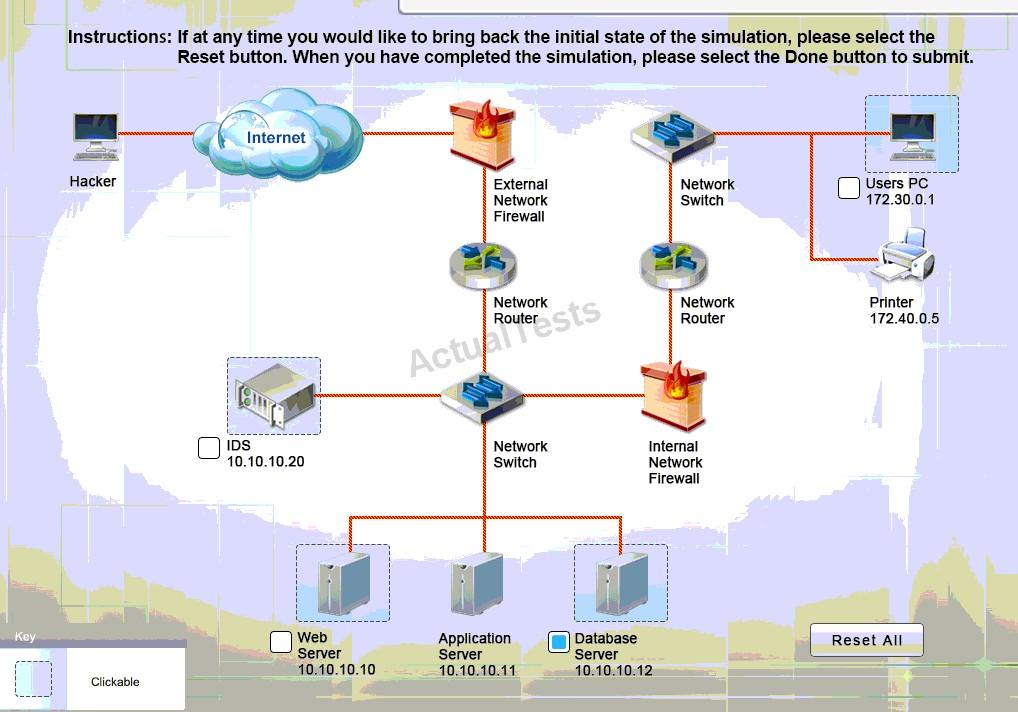 Instructions: If at any time you would like to bring back the initial state of the simulation, please select the
Reset button. When you have completed the simulation, please select the Done button to submit.
Internet
Hacker
External
Network
Firewall
Network
Switch
Users PC
172.30.0.1
Network
Router
Network
Router
Printer
172.40.0.5
ActualTests
IDS
10.10.10.20
Network
Switch
Internal
Network
Firewall
Web
Server
10.10.10.10
Application
Server
10.10.10.11
Database
Server
10.10.10.12
Reset All
Key
Clickable